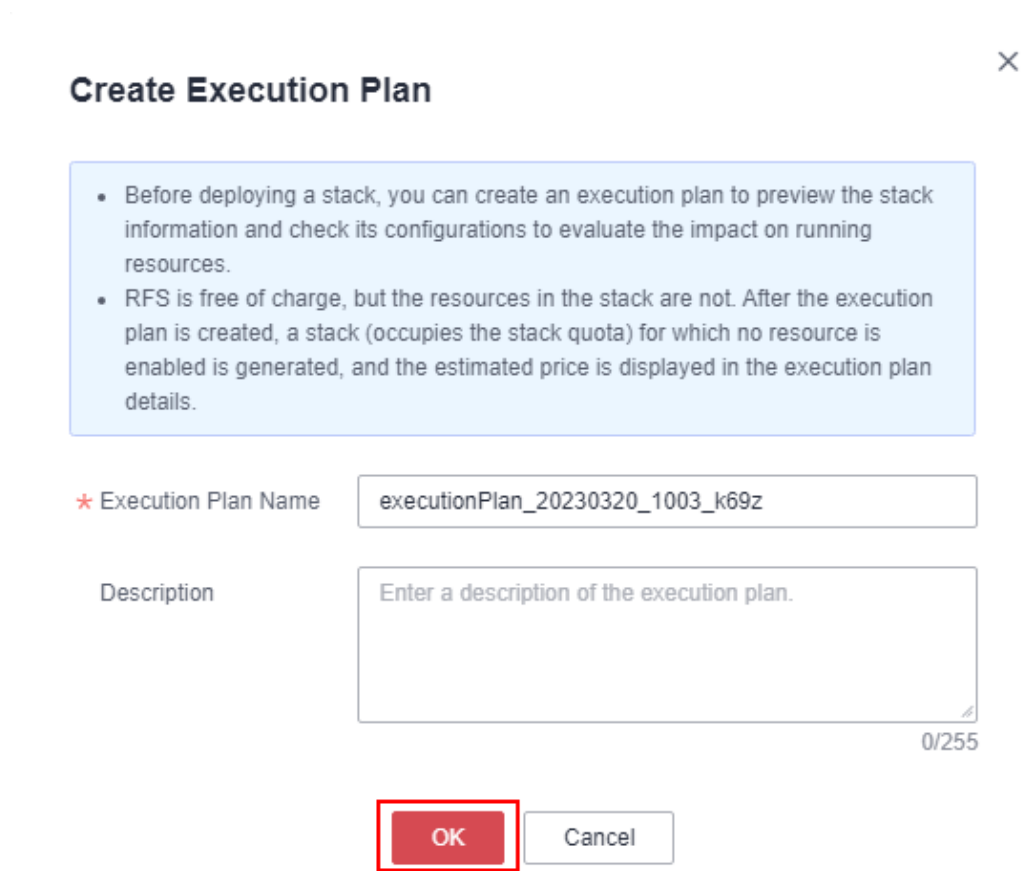 Create Execution Plan
• Before deploying a stack, you can create an execution plan to preview the stack
information and check its configurations to evaluate the impact on running
resources.
• RFS is free of charge, but the resources in the stack are not. After the execution
plan is created, a stack (occupies the stack quota) for which no resource is
enabled is generated, and the estimated price is displayed in the execution plan
details.
* Execution Plan Name executionPlan_20230320_1003_k69z
Description Enter a description of the execution plan.
0/255
OK Cancel